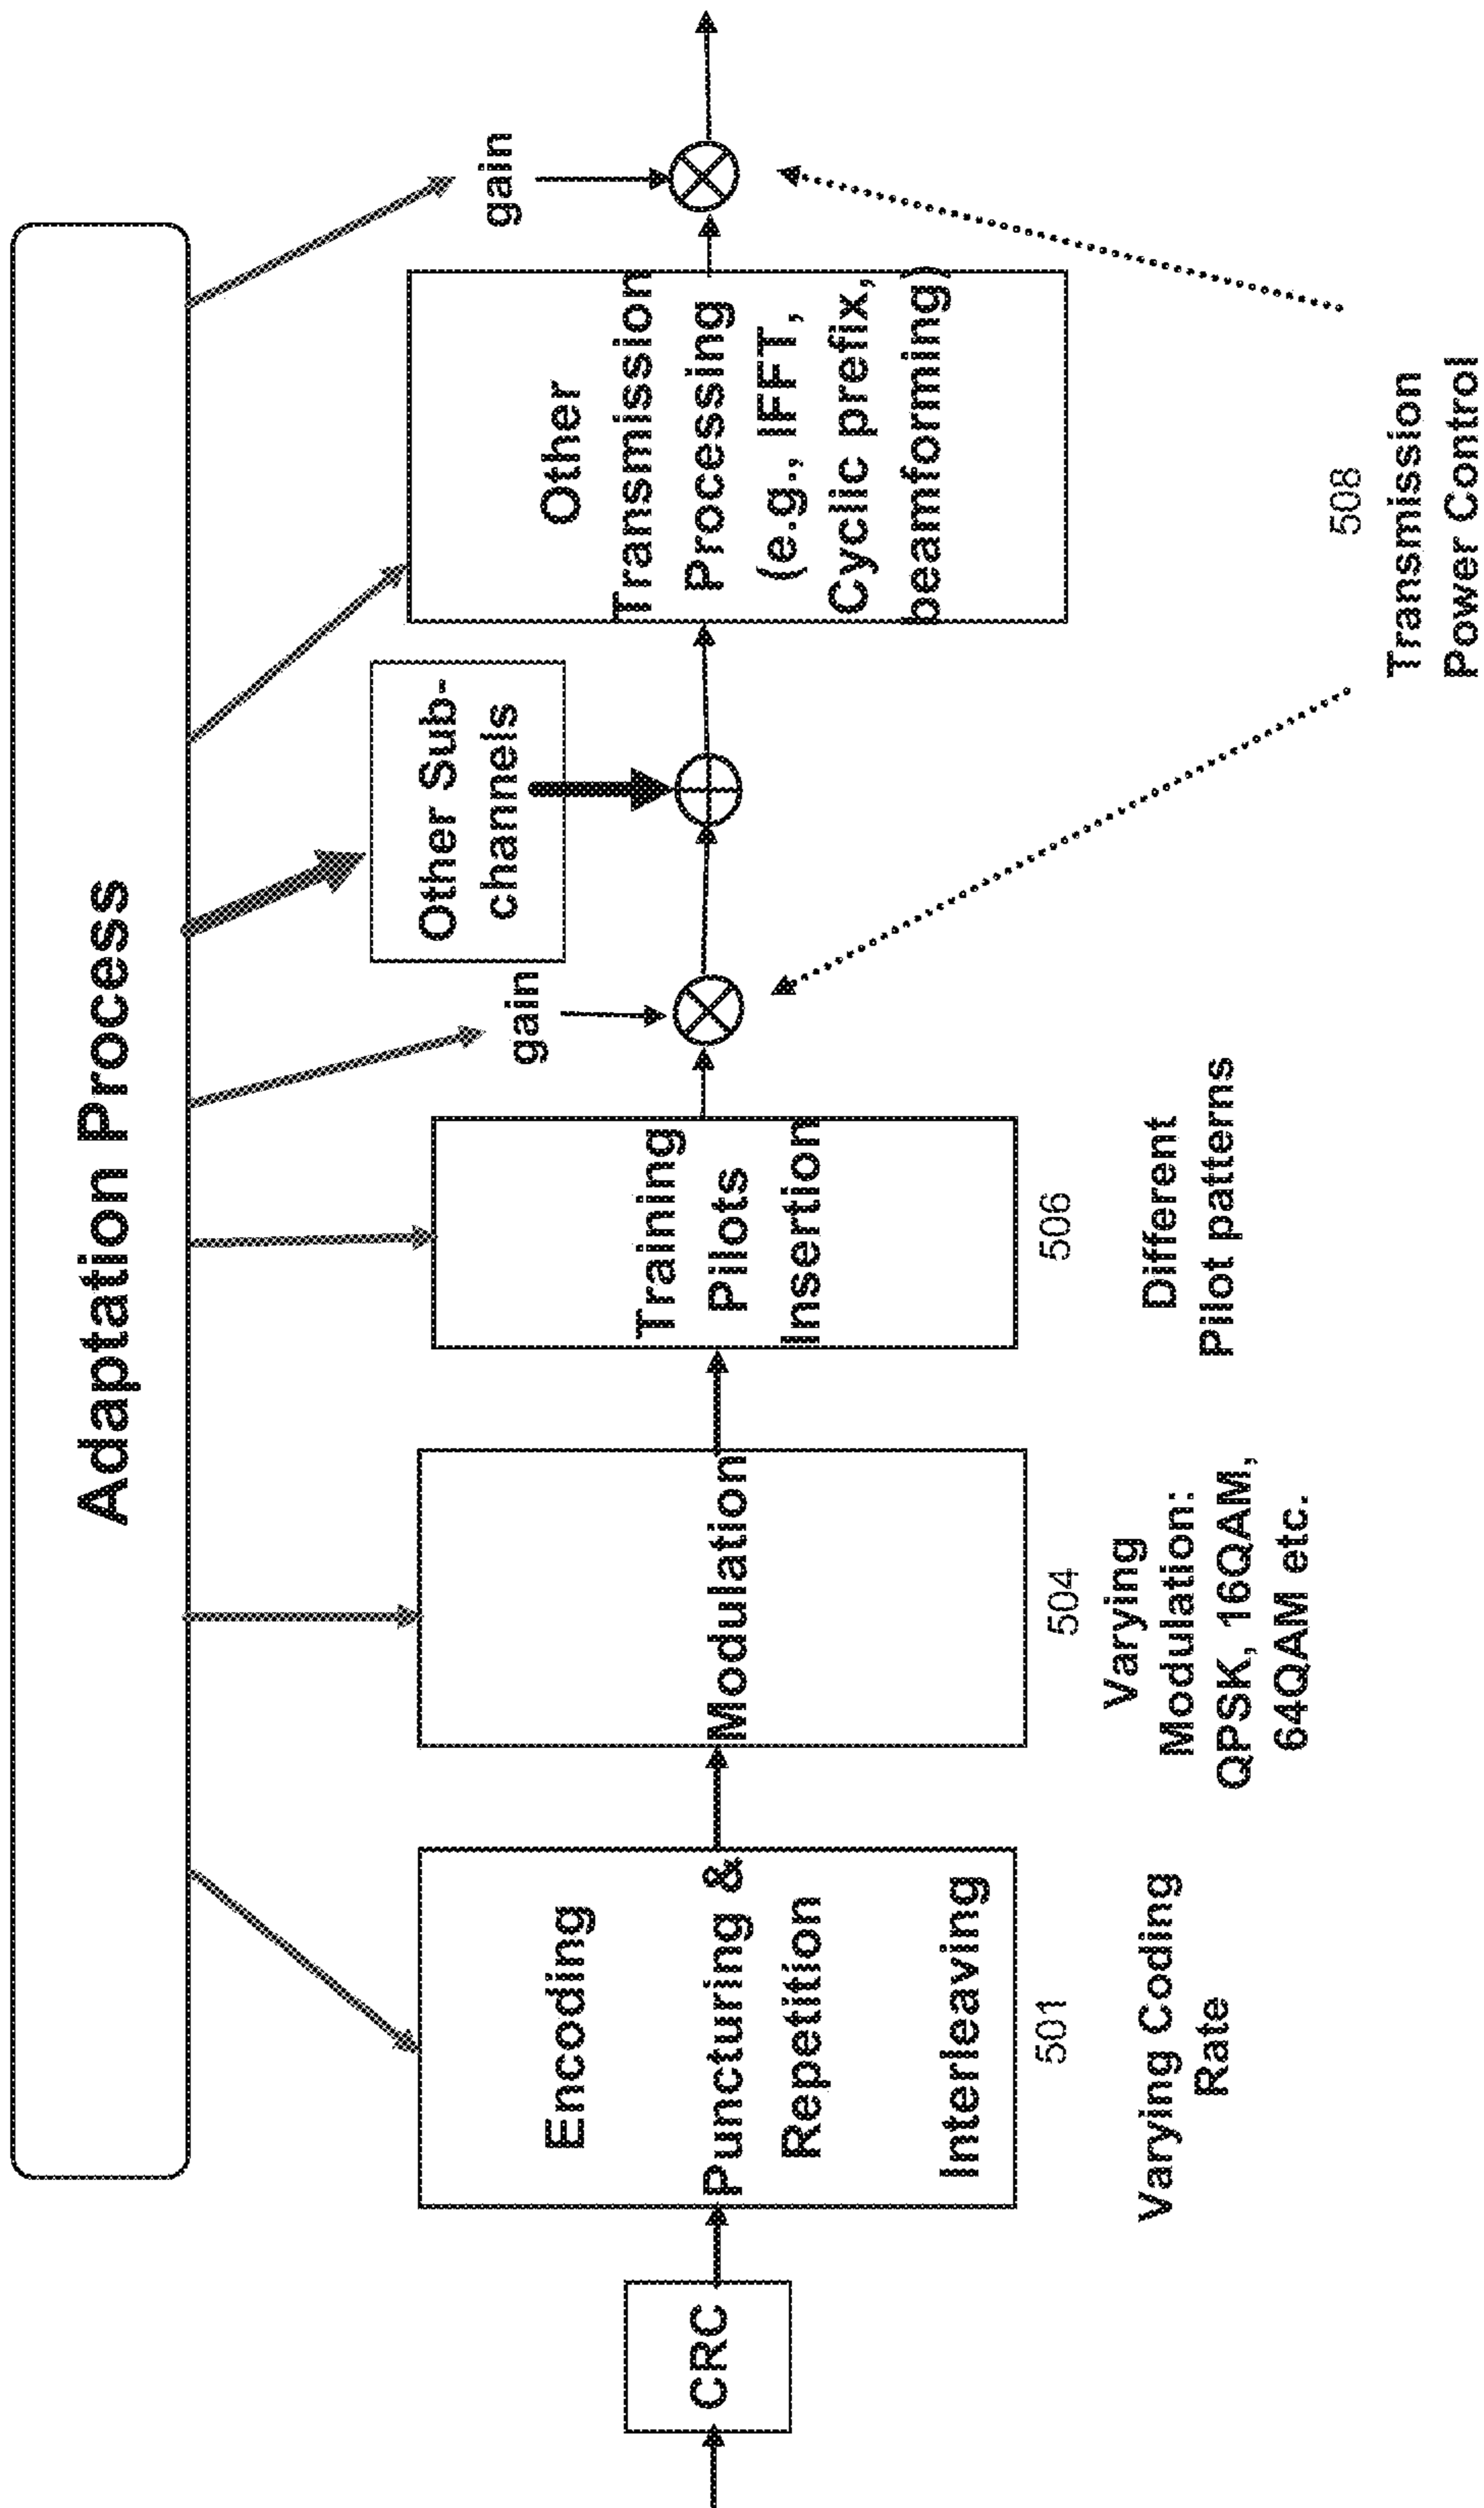 Adaptation Process
CRC
Encoding
Puncturing &
Repetition
Interleaving
501
Varying Coding
Rate
Modulation
504
Varying
Modulation:
QPSK, 16QAM,
64QAM etc.
Training
Pilots
Insertion
506
Different
Pilot patterns
gain
Other Sub-
channels
Other
Transmission
Processing
(e.g., IFFT,
Cyclic prefix,
beamforming)
gain
508
Transmission
Power Control